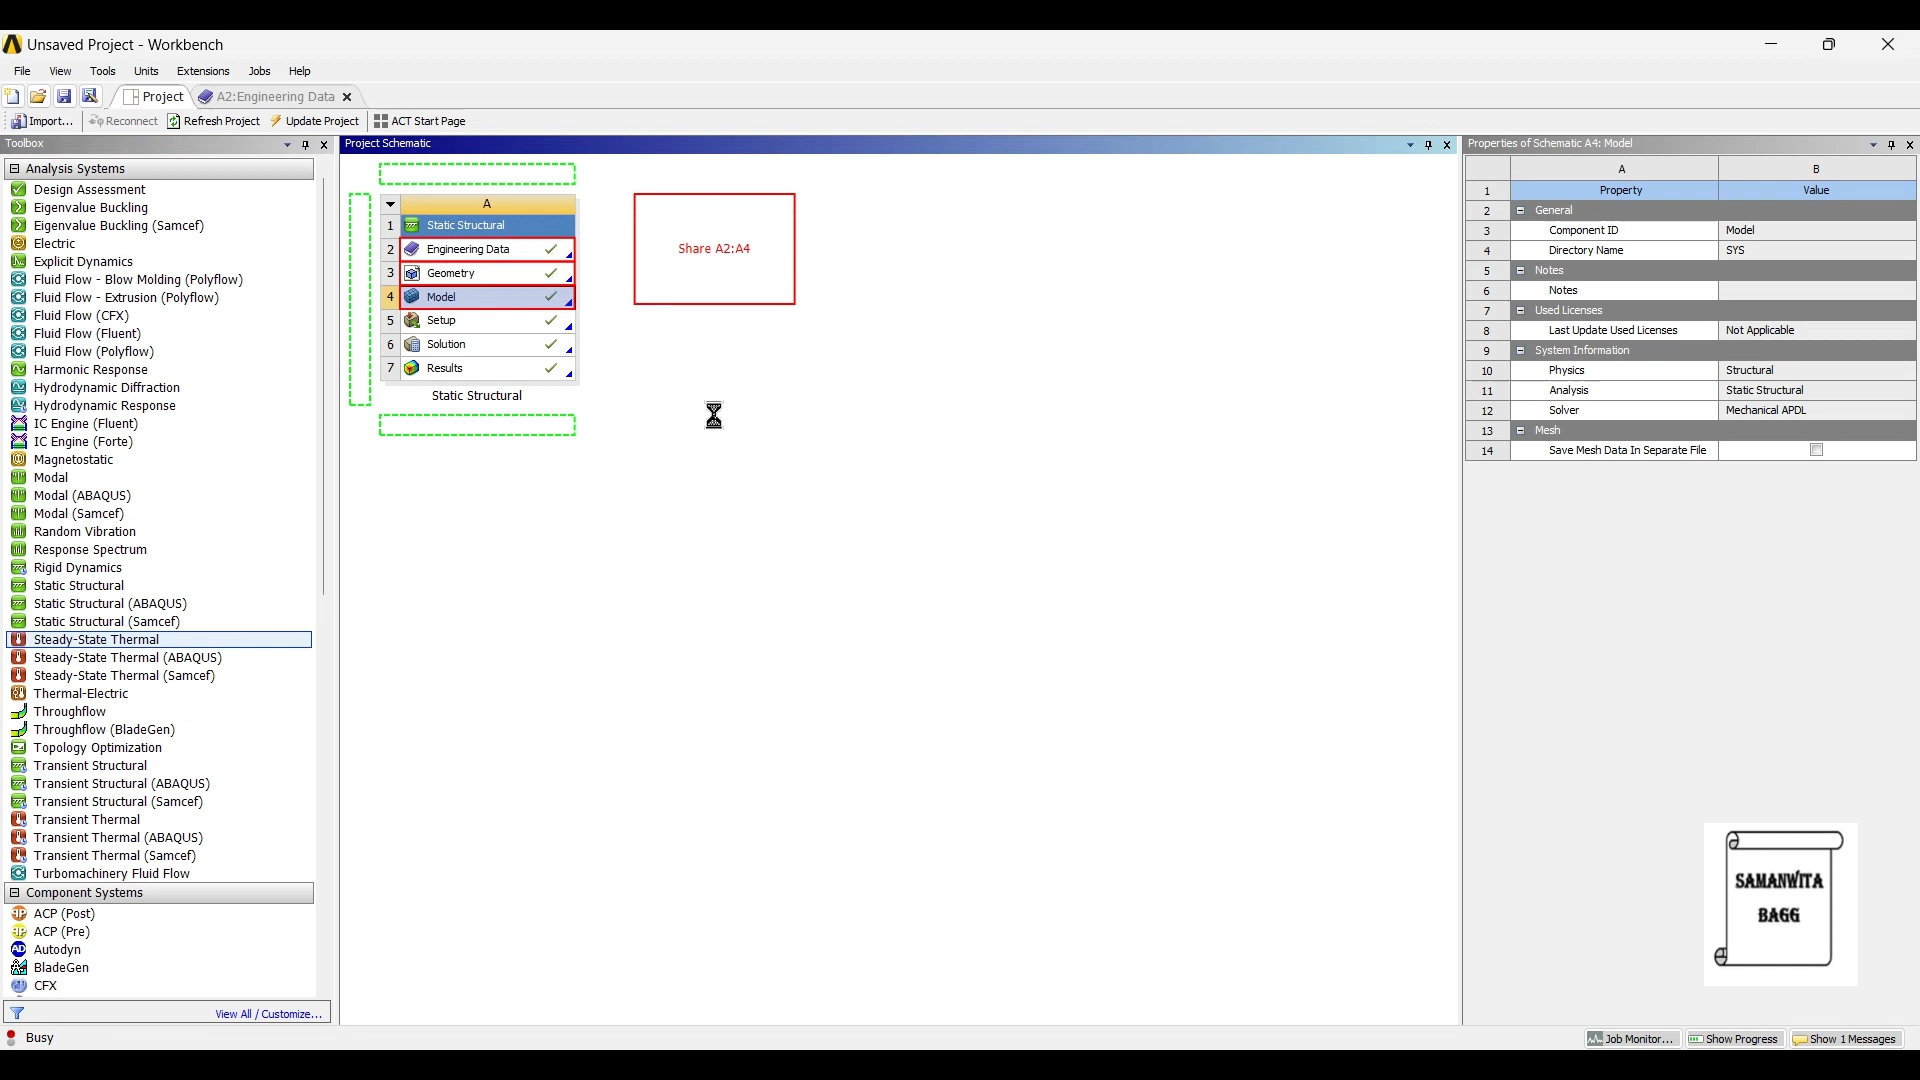 Unsaved Project - Workbench
File View Tools Units Extensions Jobs Help
Project A2:Engineering Data
Import... Reconnect Refresh Project Update Project ACT Start Page
Toolbox
Analysis Systems
Design Assessment
Eigenvalue Buckling
Eigenvalue Buckling (Samcef)
Electric
Explicit Dynamics
Fluid Flow - Blow Molding (Polyflow)
Fluid Flow - Extrusion (Polyflow)
Fluid Flow (CFX)
Fluid Flow (Fluent)
Fluid Flow (Polyflow)
Harmonic Response
Hydrodynamic Diffraction
Hydrodynamic Response
IC Engine (Fluent)
IC Engine (Forte)
Magnetostatic
Modal
Modal (ABAQUS)
Modal (Samcef)
Random Vibration
Response Spectrum
Rigid Dynamics
Static Structural
Static Structural (ABAQUS)
Static Structural (Samcef)
Steady-State Thermal
Steady-State Thermal (ABAQUS)
Steady-State Thermal (Samcef)
Thermal-Electric
Throughflow
Throughflow (BladeGen)
Topology Optimization
Transient Structural
Transient Structural (ABAQUS)
Transient Structural (Samcef)
Transient Thermal
Transient Thermal (ABAQUS)
Transient Thermal (Samcef)
Turbomachinery Fluid Flow
Component Systems
ACP (Post)
ACP (Pre)
Autodyn
BladeGen
CFX
View All / Customize...
Project Schematic
A
1 Static Structural
2 Engineering Data
3 Geometry
4 Model
5 Setup
6 Solution
7 Results
Static Structural
Share A2:A4
Properties of Schematic A4: Model
A B
1 Property Value
2 General
3 Component ID Model
4 Directory Name SYS
5 Notes
6 Notes
7 Used Licenses
8 Last Update Used Licenses Not Applicable
9 System Information
10 Physics Structural
11 Analysis Static Structural
12 Solver Mechanical APDL
13 Mesh
14 Save Mesh Data In Separate File
SAMANWITA
BAGG
Busy
Job Monitor... Show Progress Show 1 Messages